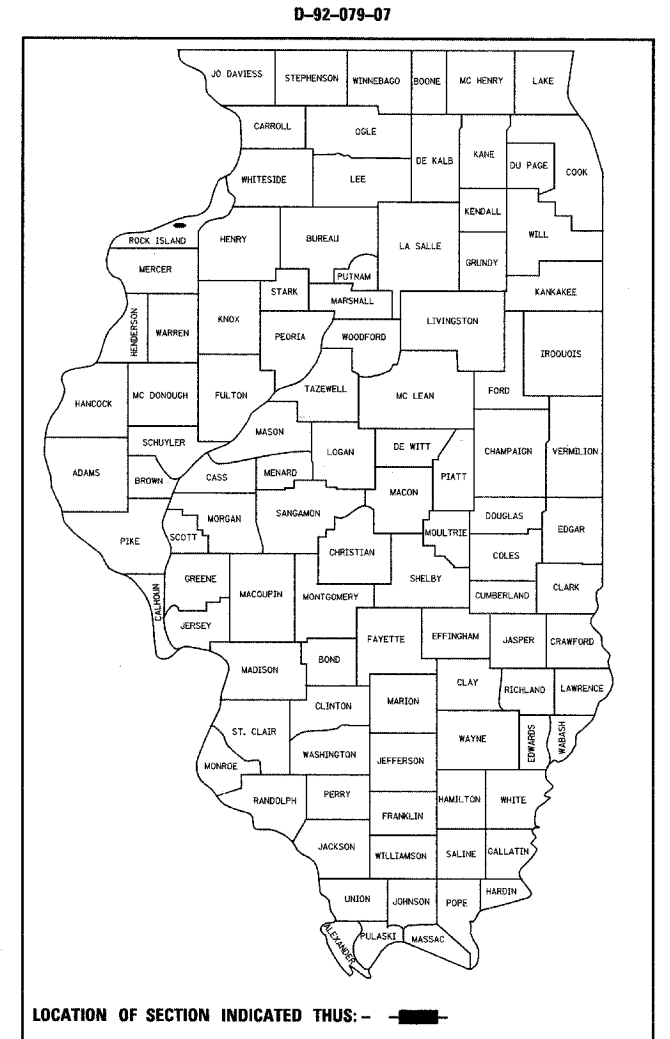 D-92-079-07
JO DAVIESS STEPHENSON WINNEBAGO BOONE MC HENRY LAKE
CARROLL OGLE DE KALB KANE DU PAGE COOK
WHITESIDE LEE KENDALL WILL
ROCK ISLAND HENRY BUREAU LA SALLE GRUNDY
MERCER PUTNAM KANKAKEE
STARK MARSHALL
HENDERSON WARREN KNOX PEORIA WOODFORD LIVINGSTON IROQUOIS
HANCOCK MC DONOUGH FULTON TAZEWELL MC LEAN FORD
SCHUYLER MASON LOGAN DE WITT CHAMPAIGN VERMILION
ADAMS BROWN CASS MENARD MACON PIATT
PIKE SCOTT MORGAN SANGAMON CHRISTIAN MOULTRIE DOUGLAS EDGAR
COLES
CALHOUN GREENE MACOUPIN MONTGOMERY SHELBY CUMBERLAND CLARK
JERSEY FAYETTE EFFINGHAM JASPER CRAWFORD
MADISON BOND CLAY RICHLAND LAWRENCE
CLINTON MARION
ST. CLAIR WAYNE EDWARDS WABASH
MONROE WASHINGTON JEFFERSON
RANDOLPH PERRY HAMILTON WHITE
FRANKLIN
JACKSON WILLIAMSON SALINE GALLATIN
UNION JOHNSON POPE HARDIN
ALEXANDER PULASKI MASSAC
LOCATION OF SECTION INDICATED THUS: -